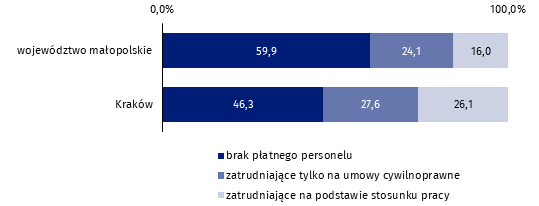 0,0% 100,0%
województwo małopolskie 59,9 24,1 16,0
Kraków 46,3 27,6 26,1
brak płatnego personelu
zatrudniające tylko na umowy cywilnoprawne
zatrudniające na podstawie stosunku pracy